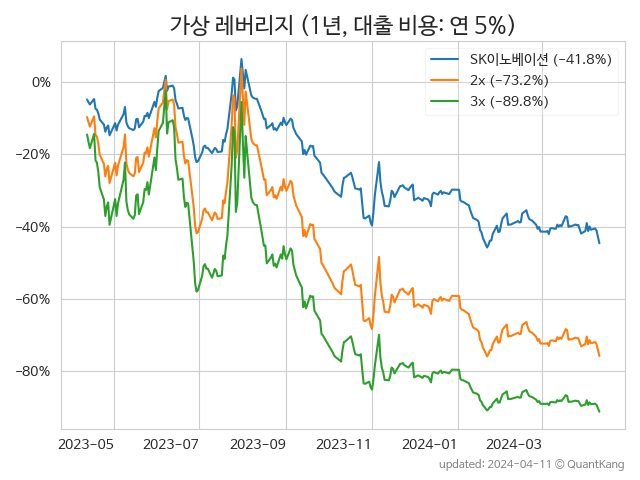 가상 레버리지 (1년, 대출 비용: 연 5%)
SK이노베이션 (−41.8%)
2x (−73.2%)
3x (−89.8%)
0%
−20%
−40%
−60%
−80%
2023−05 2023−07 2023−09 2023−11 2024−01 2024−03
updated: 2024−04−11 © QuantKang